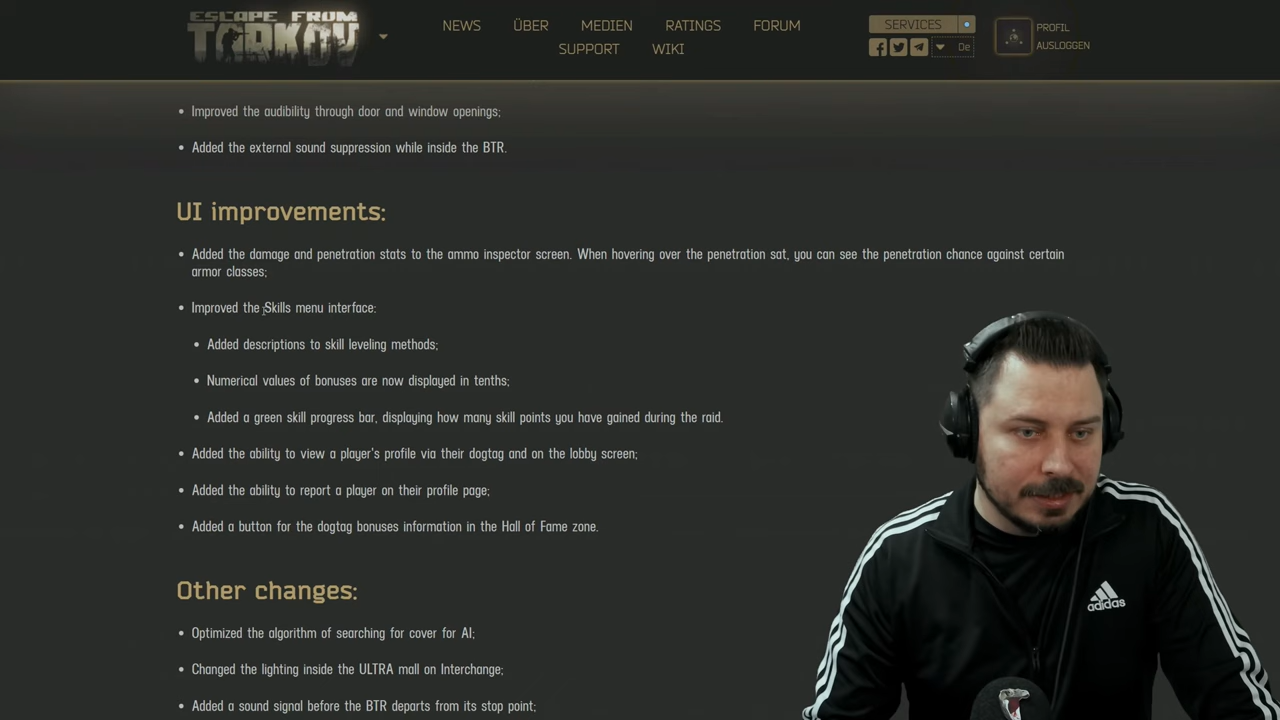 ESCAPE FROM
TARKOV
NEWS ÜBER MEDIEN RATINGS FORUM
SUPPORT WIKI
SERVICES
De
PROFIL
AUSLOGGEN
• Improved the audibility through door and window openings;
• Added the external sound suppression while inside the BTR.
UI improvements:
• Added the damage and penetration stats to the ammo inspector screen. When hovering over the penetration sat, you can see the penetration chance against certain
armor classes;
• Improved the Skills menu interface:
• Added descriptions to skill leveling methods;
• Numerical values of bonuses are now displayed in tenths;
• Added a green skill progress bar, displaying how many skill points you have gained during the raid.
• Added the ability to view a player's profile via their dogtag and on the lobby screen;
• Added the ability to report a player on their profile page;
• Added a button for the dogtag bonuses information in the Hall of Fame zone.
Other changes:
• Optimized the algorithm of searching for cover for AI;
• Changed the lighting inside the ULTRA mall on Interchange;
• Added a sound signal before the BTR departs from its stop point;
adidas